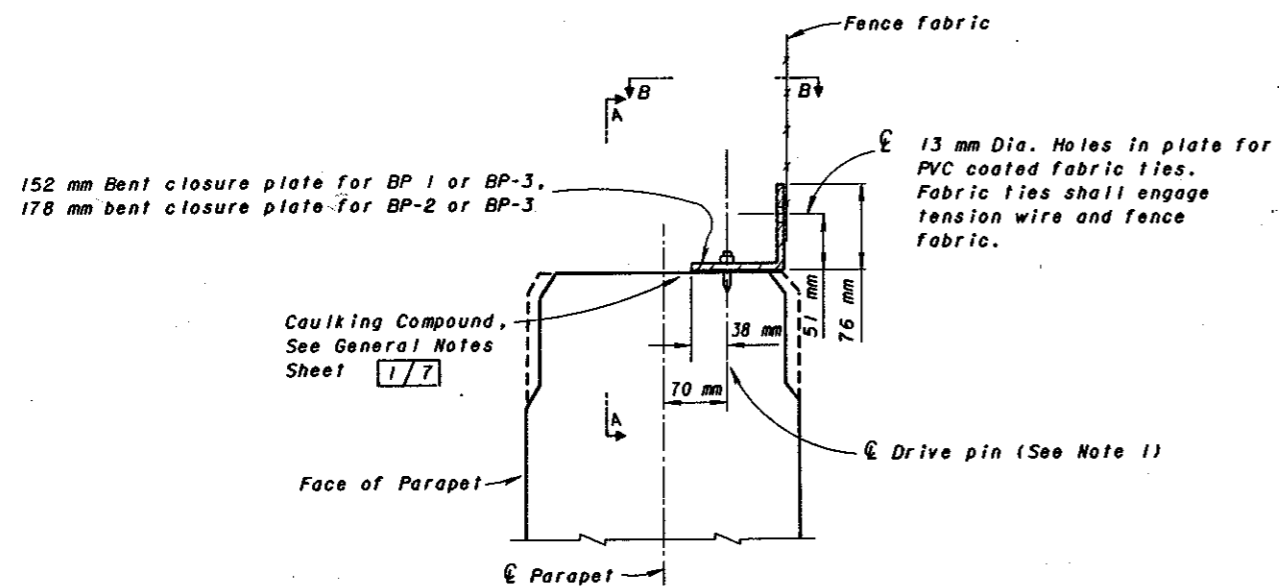 Fence fabric
B
B
A
℄ 13 mm Dia. Holes in plate for
PVC coated fabric ties.
Fabric ties shall engage
tension wire and fence
fabric.
152 mm Bent closure plate for BP 1 or BP-3,
178 mm bent closure plate for BP-2 or BP-3
51 mm
76 mm
Caulking Compound,
See General Notes
Sheet 1/7
38 mm
70 mm
A
℄ Drive pin (See Note 1)
Face of Parapet
℄ Parapet